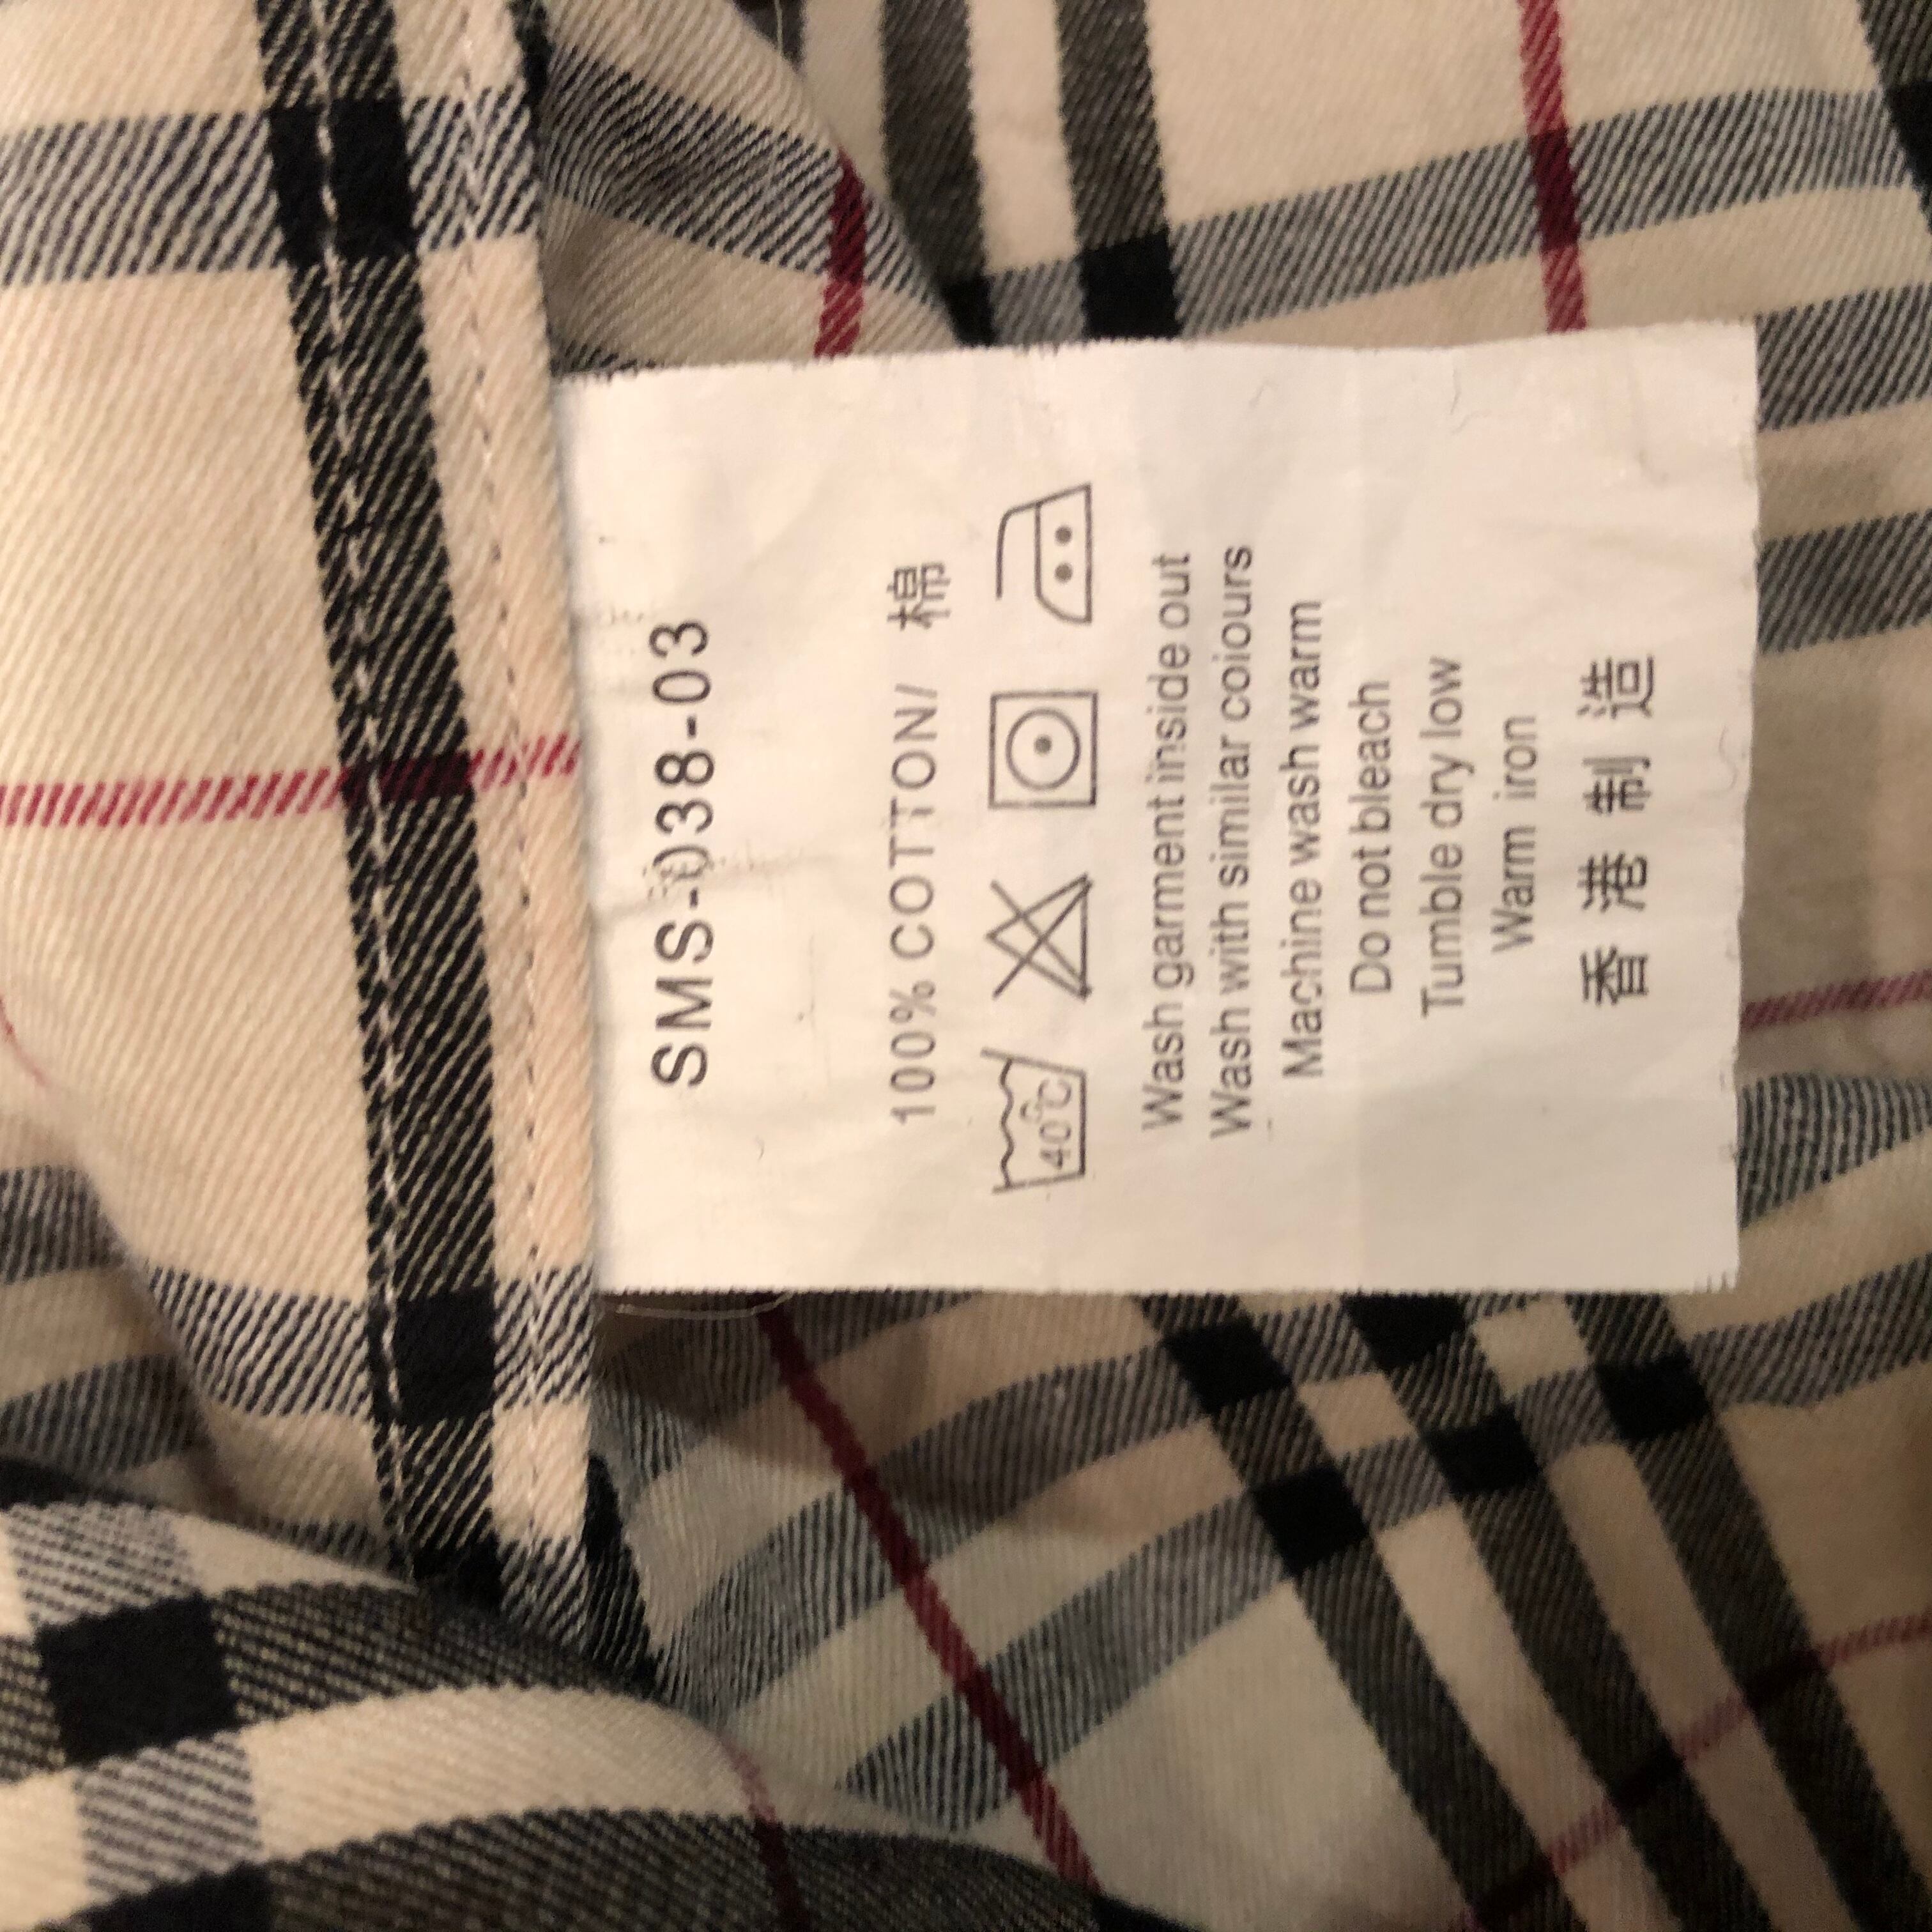 SMS-038-03
100% COTTON/ 棉
40°C
Wash garment inside out
Wash with similar coiours
Machine wash warm
Do not bleach
Tumble dry low
Warm iron
香港制造